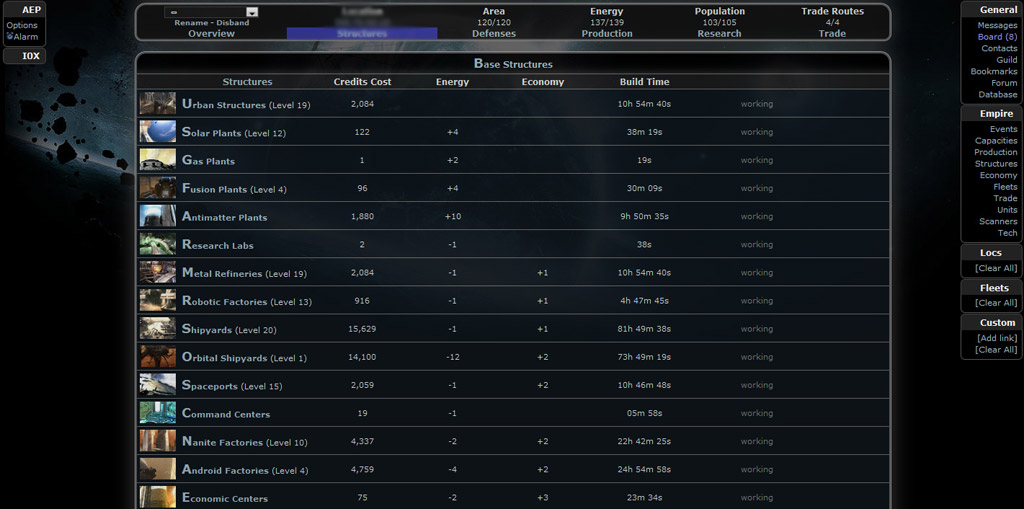 AEP
Options
Alarm
I0X
Rename - Disband
Overview
Location
Structures
Area
120/120
Defenses
Energy
137/139
Production
Population
103/105
Research
Trade Routes
4/4
Trade
Base Structures
Structures Credits Cost Energy Economy Build Time
Urban Structures (Level 19) 2,084 10h 54m 40s working
Solar Plants (Level 12) 122 +4 38m 19s working
Gas Plants 1 +2 19s working
Fusion Plants (Level 4) 96 +4 30m 09s working
Antimatter Plants 1,880 +10 9h 50m 35s working
Research Labs 2 -1 38s working
Metal Refineries (Level 19) 2,084 -1 +1 10h 54m 40s working
Robotic Factories (Level 13) 916 -1 +1 4h 47m 45s working
Shipyards (Level 20) 15,629 -1 +1 81h 49m 38s working
Orbital Shipyards (Level 1) 14,100 -12 +2 73h 49m 19s working
Spaceports (Level 15) 2,059 -1 +2 10h 46m 48s working
Command Centers 19 -1 05m 58s working
Nanite Factories (Level 10) 4,337 -2 +2 22h 42m 25s working
Android Factories (Level 4) 4,759 -4 +2 24h 54m 58s working
Economic Centers 75 -2 +3 23m 34s working
General
Messages
Board (8)
Contacts
Guild
Bookmarks
Forum
Database
Empire
Events
Capacities
Production
Structures
Economy
Fleets
Trade
Units
Scanners
Tech
Locs
[Clear All]
Fleets
[Clear All]
Custom
[Add link]
[Clear All]